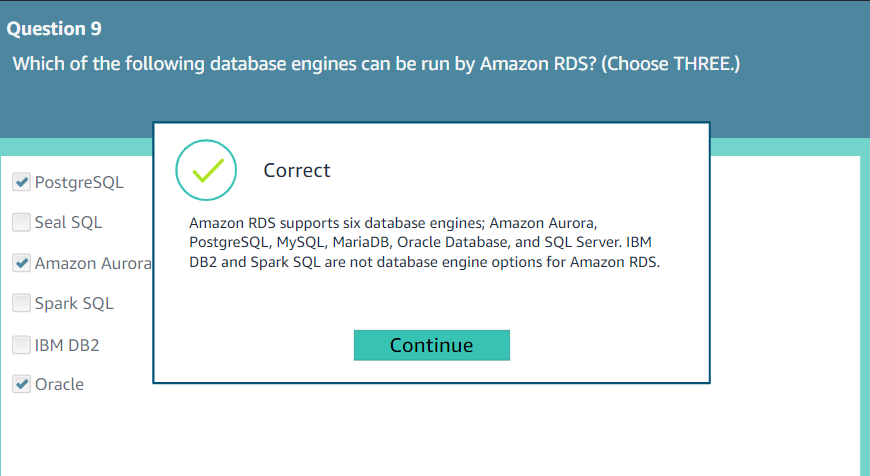 Question 9
Which of the following database engines can be run by Amazon RDS? (Choose THREE.)
Correct
Amazon RDS supports six database engines; Amazon Aurora,
PostgreSQL, MySQL, MariaDB, Oracle Database, and SQL Server. IBM
DB2 and Spark SQL are not database engine options for Amazon RDS.
Continue
PostgreSQL
Seal SQL
Amazon Aurora
Spark SQL
IBM DB2
Oracle